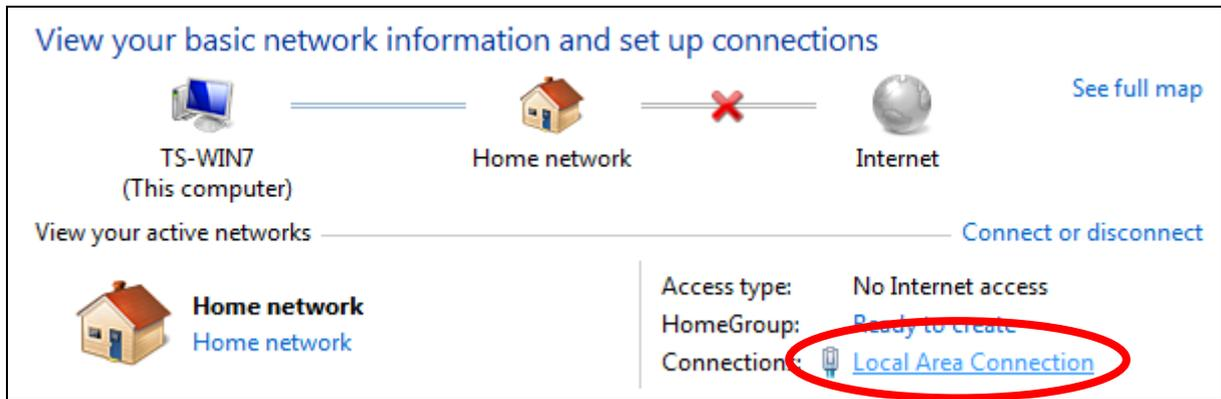 View your basic network information and set up connections
See full map
TS-WIN7
(This computer)
Home network
Internet
View your active networks
Connect or disconnect
Home network
Home network
Access type: No Internet access
HomeGroup: Ready to create
Connections: Local Area Connection